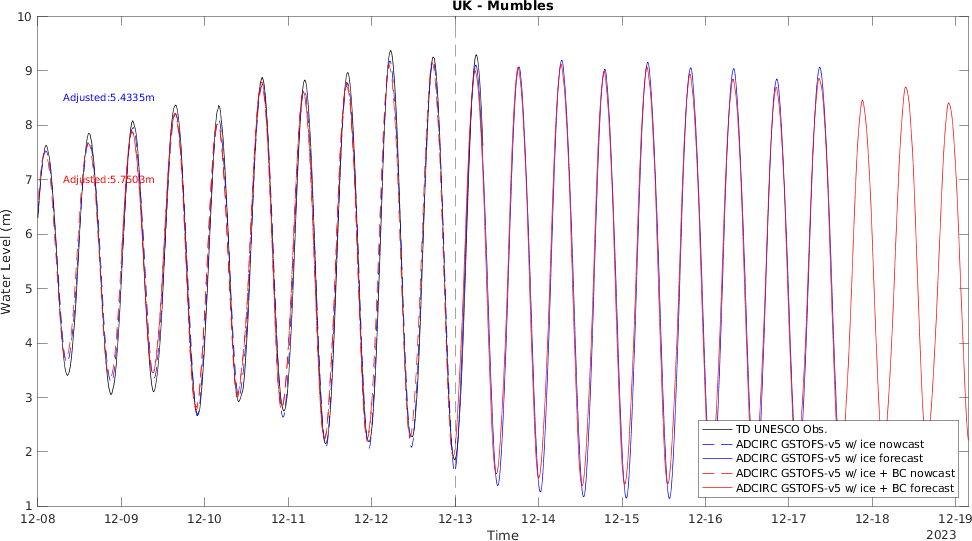 UK - Mumbles
10
9
8
7
6
5
4
3
2
1
Water Level (m)
Adjusted:5.4335m
Adjusted:5.7503m
TD UNESCO Obs.
ADCIRC GSTOFS-v5 w/ ice nowcast
ADCIRC GSTOFS-v5 w/ ice forecast
ADCIRC GSTOFS-v5 w/ ice + BC nowcast
ADCIRC GSTOFS-v5 w/ ice + BC forecast
12-08 12-09 12-10 12-11 12-12 12-13 12-14 12-15 12-16 12-17 12-18 12-19
Time
2023